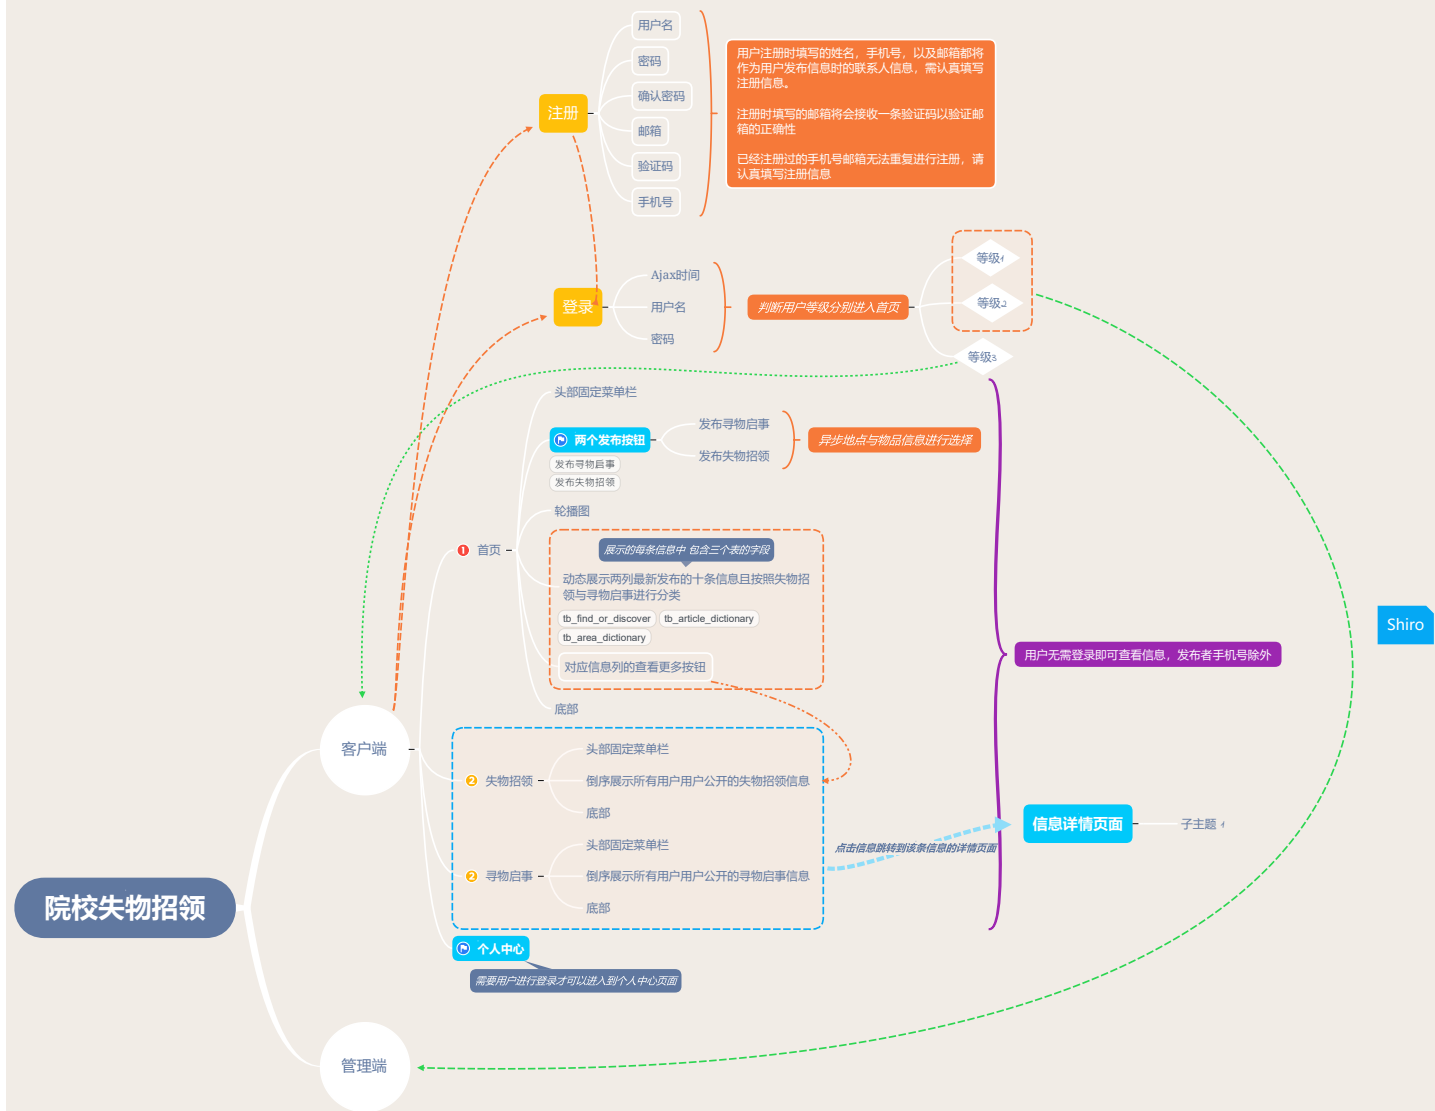 用户名
密码
确认密码
邮箱
验证码
手机号
注册
用户注册时填写的姓名，手机号，以及邮箱都将
作为用户发布信息时的联系人信息，需认真填写
注册信息。
注册时填写的邮箱将会接收一条验证码以验证邮
箱的正确性
已经注册过的手机号邮箱无法重复进行注册，请
认真填写注册信息
登录
Ajax时间
用户名
密码
判断用户等级分别进入首页
等级1
等级2
等级3
头部固定菜单栏
两个发布按钮
发布寻物启事
发布失物招领
发布寻物启事
发布失物招领
异步地点与物品信息进行选择
轮播图
首页
展示的每条信息中 包含三个表的字段
动态展示两列最新发布的十条信息且按照失物招
领与寻物启事进行分类
tb_find_or_discover
tb_article_dictionary
tb_area_dictionary
对应信息列的查看更多按钮
底部
Shiro
用户无需登录即可查看信息，发布者手机号除外
客户端
失物招领
头部固定菜单栏
倒序展示所有用户用户公开的失物招领信息
底部
寻物启事
头部固定菜单栏
倒序展示所有用户用户公开的寻物启事信息
底部
点击信息跳转到该条信息的详情页面
信息详情页面
子主题 1
院校失物招领
个人中心
需要用户进行登录才可以进入到个人中心页面
管理端